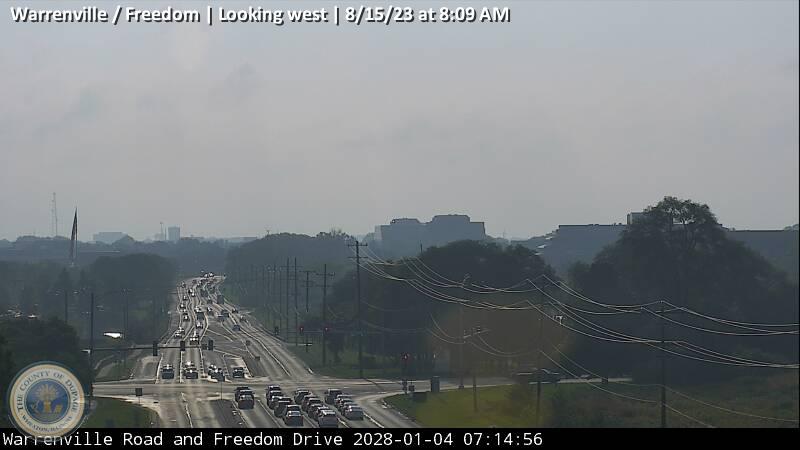 Warrenville / Freedom | Looking west | 8/15/23 at 8:09 AM
THE COUNTY OF DUPAGE
Warrenville Road and Freedom Drive 2028-01-04 07:14:56